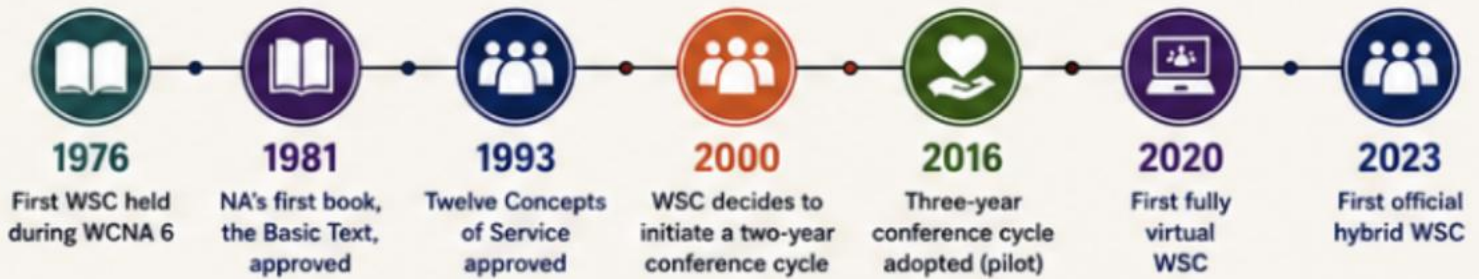 1976
First WSC held
during WCNA 6
1981
NA's first book,
the Basic Text,
approved
1993
Twelve Concepts
of Service
approved
2000
WSC decides to
initiate a two-year
conference cycle
2016
Three-year
conference cycle
adopted (pilot)
2020
First fully
virtual
WSC
2023
First official
hybrid WSC